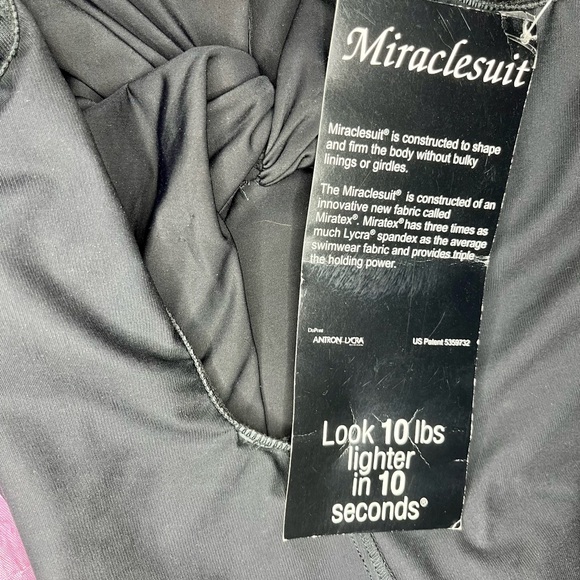 Miraclesuit
Miraclesuit® is constructed to shape
and firm the body without bulky
linings or girdles.
The Miraclesuit® is constructed of an
innovative new fabric called
Miratex®. Miratex® has three times as
much Lycra® spandex as the average
swimwear fabric and provides triple
the holding power.
DuPont
ANTRON-LYCRA
US Patent 5359732
Look 10 lbs
lighter
in 10
seconds®